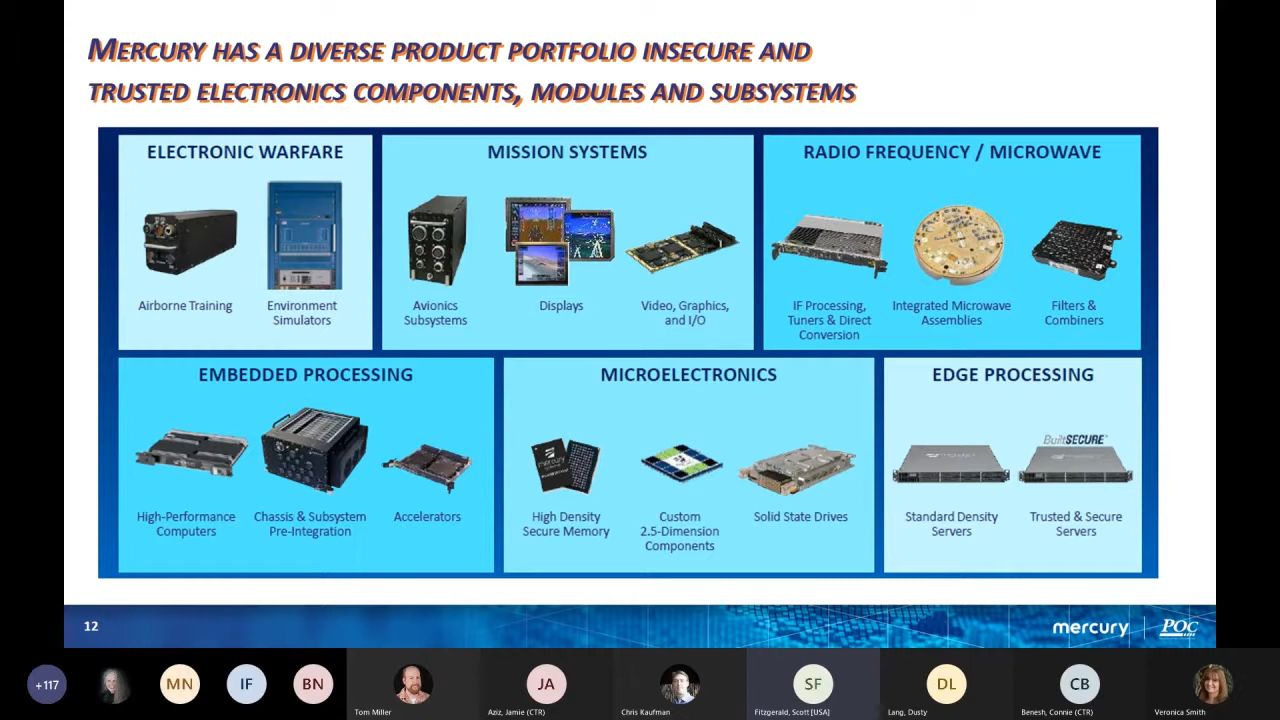 MERCURY HAS A DIVERSE PRODUCT PORTFOLIO INSECURE AND
TRUSTED ELECTRONICS COMPONENTS, MODULES AND SUBSYSTEMS
ELECTRONIC WARFARE
Airborne Training
Environment
Simulators
MISSION SYSTEMS
Avionics
Subsystems
Displays
Video, Graphics,
and I/O
RADIO FREQUENCY / MICROWAVE
IF Processing,
Tuners & Direct
Conversion
Integrated Microwave
Assemblies
Filters &
Combiners
EMBEDDED PROCESSING
High-Performance
Computers
Chassis & Subsystem
Pre-Integration
Accelerators
MICROELECTRONICS
mercury
High Density
Secure Memory
Custom
2.5-Dimension
Components
Solid State Drives
EDGE PROCESSING
BuiltSECURE
Standard Density
Servers
Trusted & Secure
Servers
12
mercury
POC
+117
MN
IF
BN
Tom Miller
JA
Aziz, Jamie (CTR)
Chris Kaufman
SF
Fitzgerald, Scott [USA]
DL
Lang, Dusty
CB
Benesh, Connie (CTR)
Veronica Smith